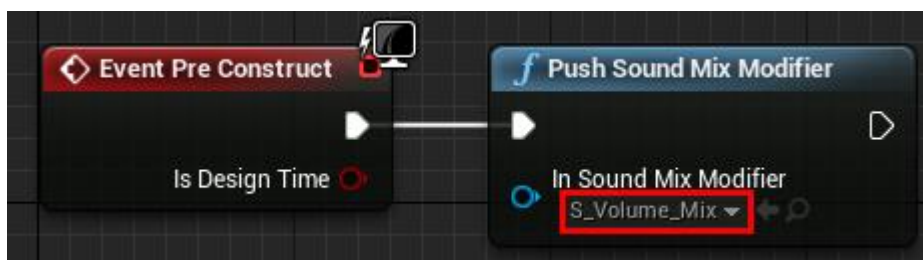 Event Pre Construct
Is Design Time
f Push Sound Mix Modifier
In Sound Mix Modifier
S_Volume_Mix